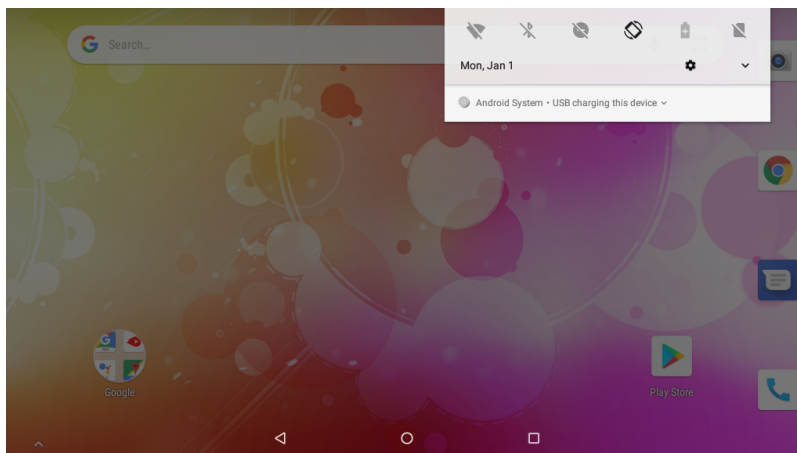 Search...
Mon, Jan 1
Android System • USB charging this device
Google
Play Store